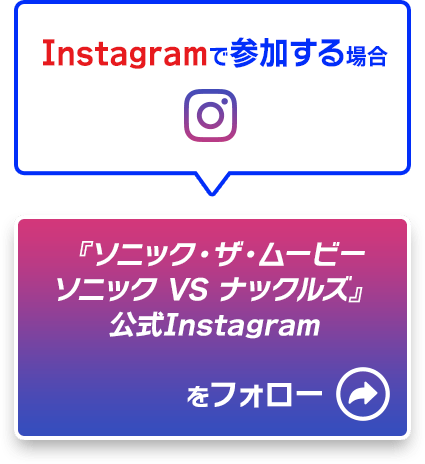 Instagramで参加する場合
『ソニック・ザ・ムービー
ソニック VS ナックルズ』
公式Instagram
をフォロー